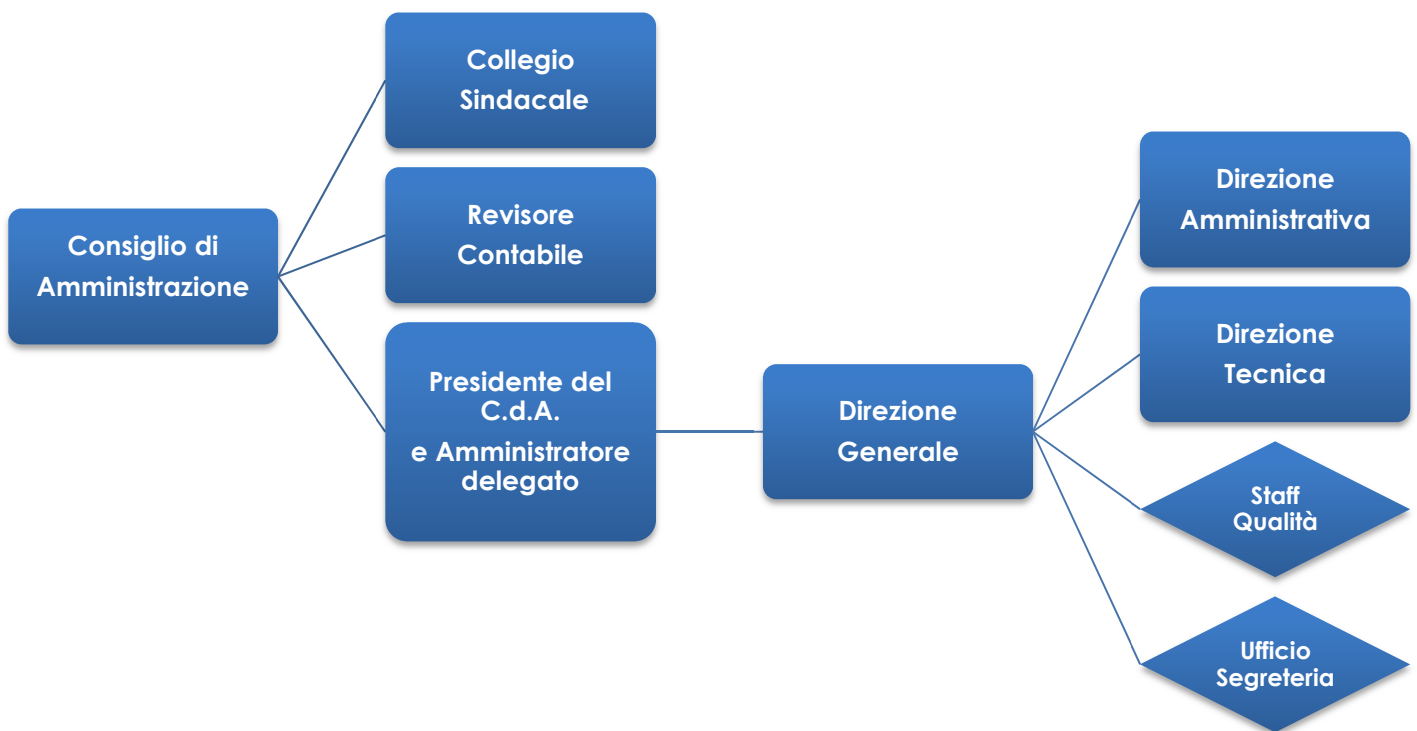 Collegio
Sindacale
Revisore
Contabile
Consiglio di
Amministrazione
Presidente del
C.d.A.
e Amministratore
delegato
Direzione
Generale
Direzione
Amministrativa
Direzione
Tecnica
Staff
Qualità
Ufficio
Segreteria